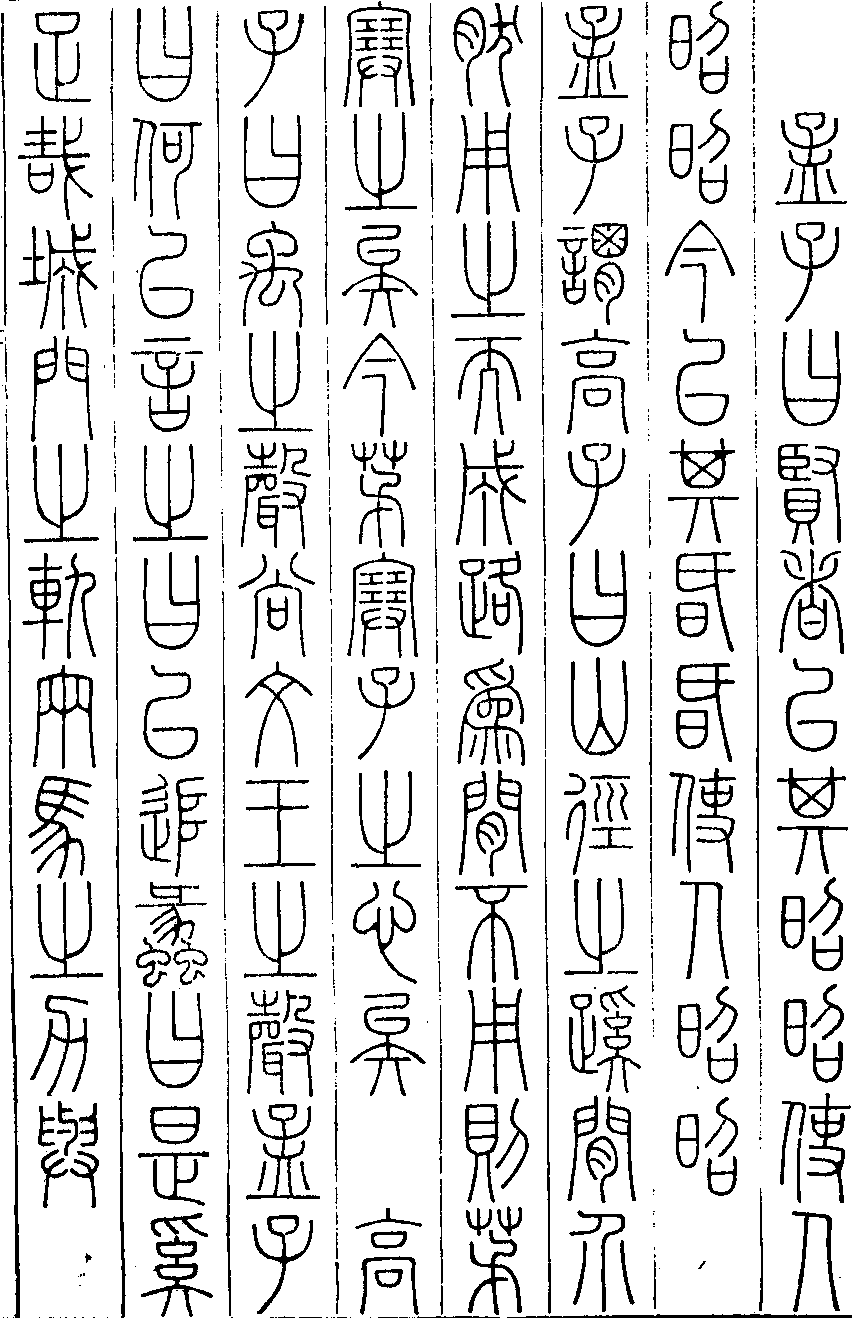 孟子曰賢者以其昭昭使人
昭昭今以其昏昏使人昭昭
孟子謂高子曰山徑之蹊間介
然用之而成路為間不用則茅
塞之矣今茅塞子之心矣　高
子曰禹之聲尚文王之聲孟子
曰何以言之曰以追蠡曰是奚
足哉城門之軌兩馬之力與